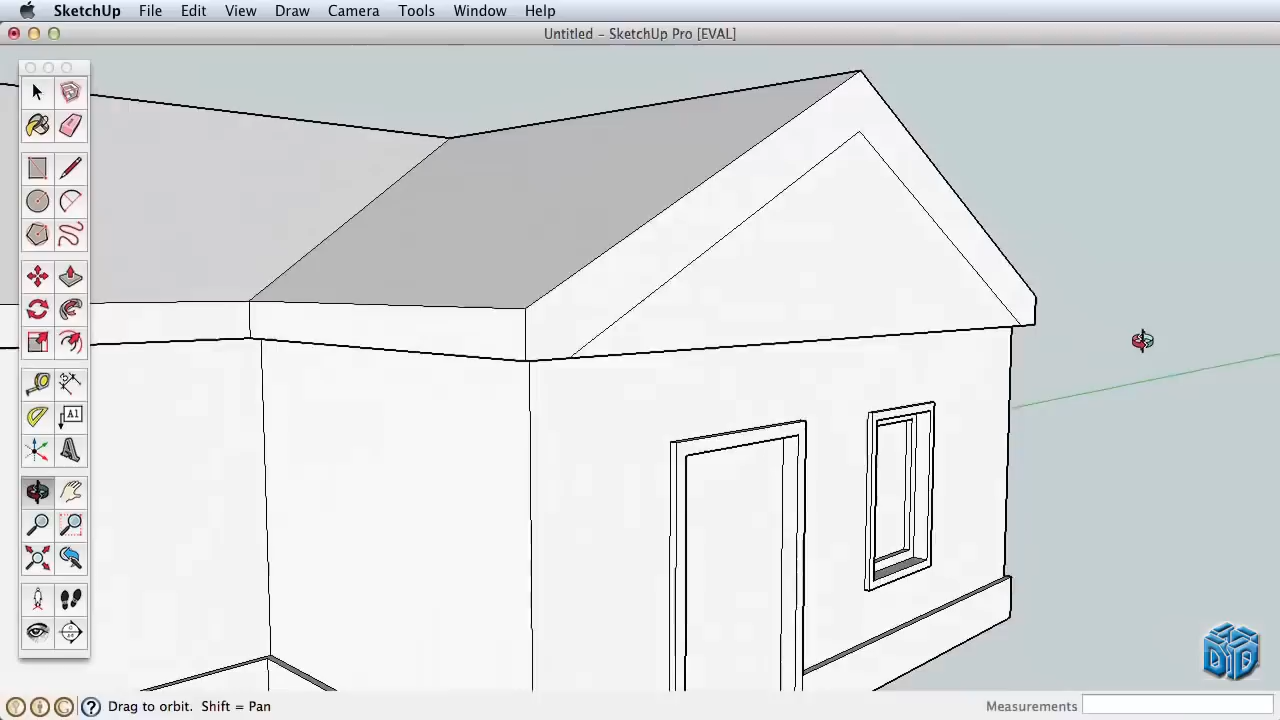 SketchUp File Edit View Draw Camera Tools Window Help
Untitled – SketchUp Pro [EVAL]
A1
Drag to orbit. Shift = Pan
Measurements